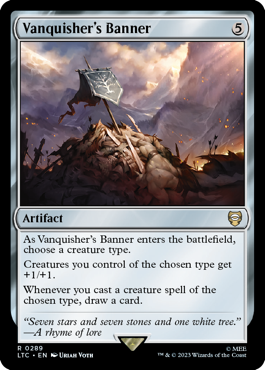 Vanquisher's Banner 5
Artifact
As Vanquisher's Banner enters the battlefield,
choose a creature type.
Creatures you control of the chosen type get
+1/+1.
Whenever you cast a creature spell of the
chosen type, draw a card.
"Seven stars and seven stones and one white tree."
—A rhyme of lore
R 0289
LTC • EN Uriah Voth
© MEE
™ & © 2023 Wizards of the Coast